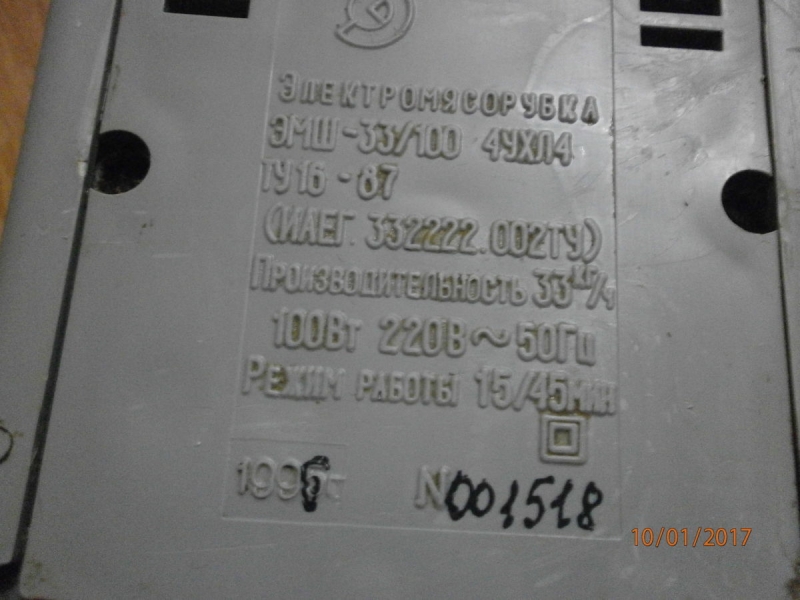 ЭЛЕКТРОМЯСОРУБКА
ЭМШ-33/100 4УХЛ4
ТУ16-87
(ИАЕГ.332222.002ТУ)
ПРОИЗВОДИТЕЛЬНОСТЬ 33кг/ч
100Вт 220В ~ 50Гц
РЕЖИМ РАБОТЫ 15/45мин
N001518
10/01/2017